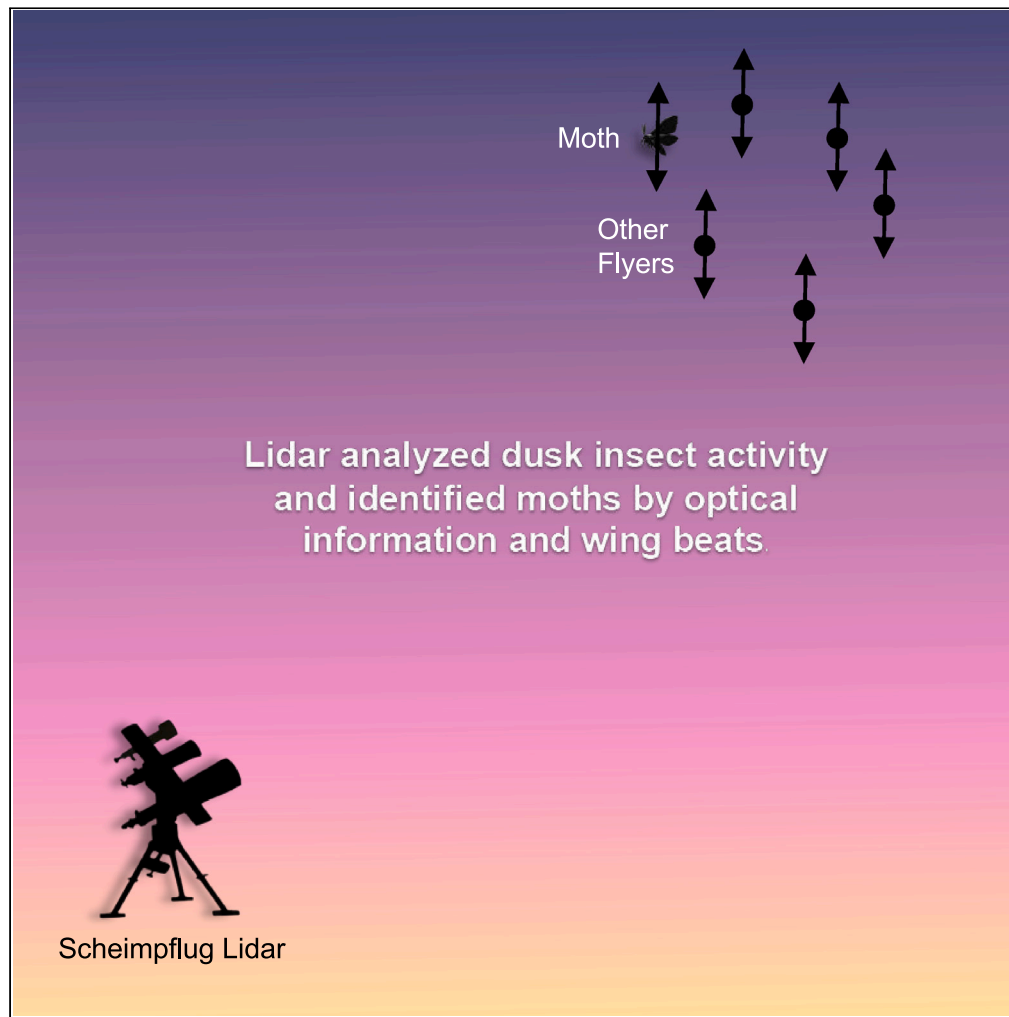 Moth
Other
Flyers
Lidar analyzed dusk insect activity
and identified moths by optical
information and wing beats.
Scheimpflug Lidar